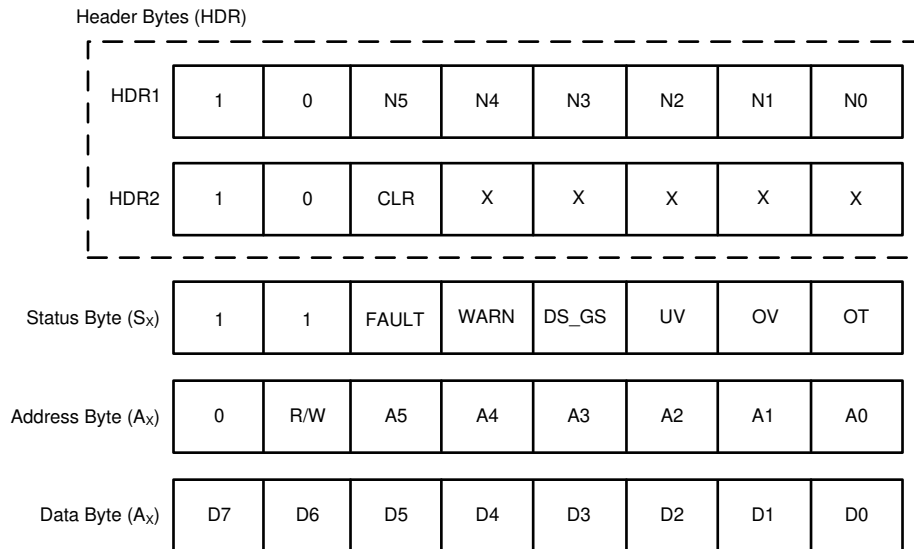 Header Bytes (HDR)
HDR1 1 0 N5 N4 N3 N2 N1 N0
HDR2 1 0 CLR X X X X X
Status Byte (SX) 1 1 FAULT WARN DS_GS UV OV OT
Address Byte (AX) 0 R/W A5 A4 A3 A2 A1 A0
Data Byte (AX) D7 D6 D5 D4 D3 D2 D1 D0